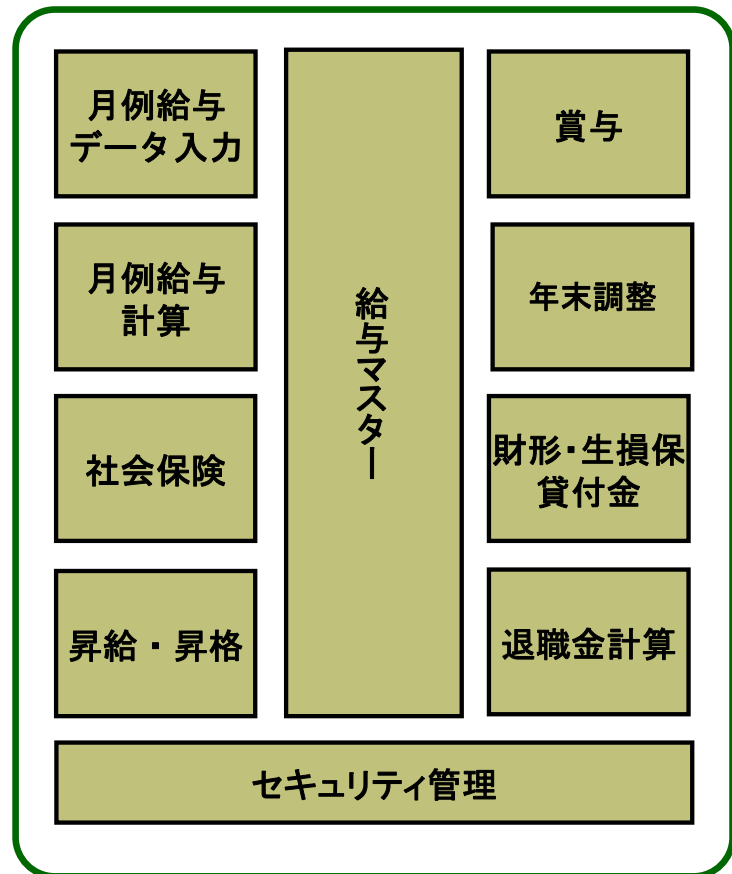 月例給与
データ入力
月例給与
計算
社会保険
昇給・昇格
給与マスター
賞与
年末調整
財形・生損保
貸付金
退職金計算
セキュリティ管理